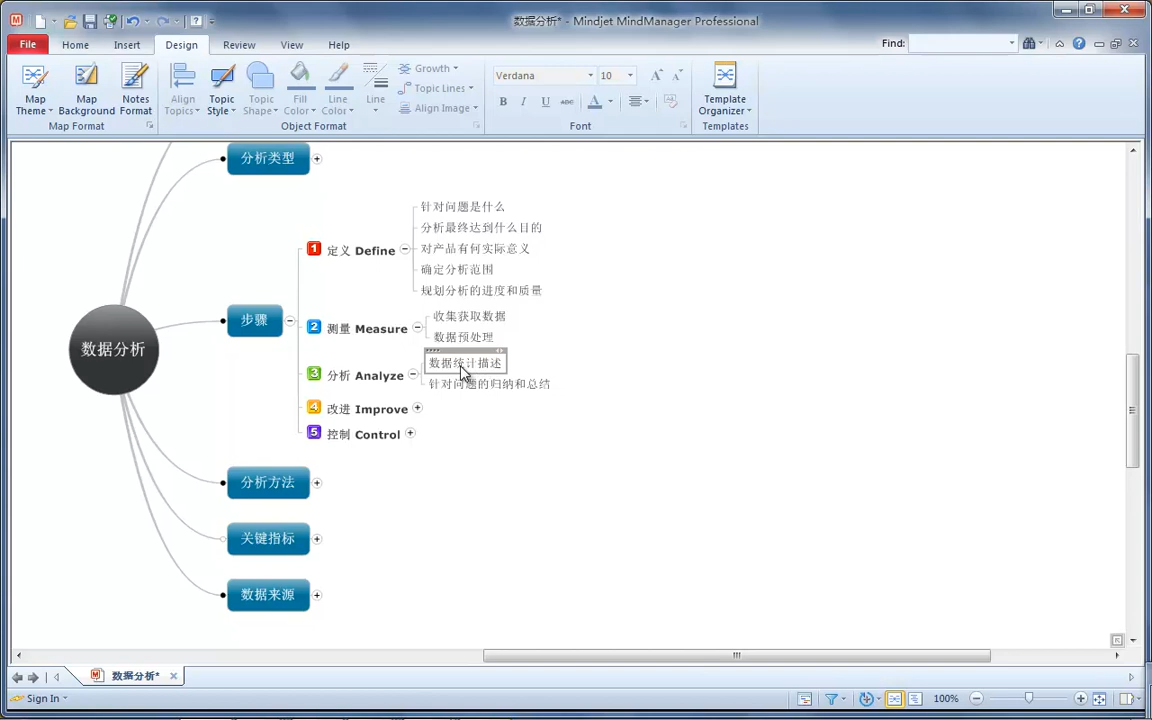 数据分析* - Mindjet MindManager Professional
File Home Insert Design Review View Help Find:
Map Theme
Map Background
Notes Format
Map Format
Align Topics
Topic Style
Topic Shape
Fill Color
Line Color
Line
Growth
Topic Lines
Align Image
Object Format
Verdana 10
B I U ABC A
Font
Template Organizer
Templates
分析类型
针对问题是什么
分析最终达到什么目的
1 定义 Define
对产品有何实际意义
确定分析范围
规划分析的进度和质量
收集获取数据
步骤
2 测量 Measure
数据预处理
数据分析
数据统计描述
3 分析 Analyze
针对问题的归纳和总结
4 改进 Improve
5 控制 Control
分析方法
关键指标
数据来源
数据分析*
Sign In 100%